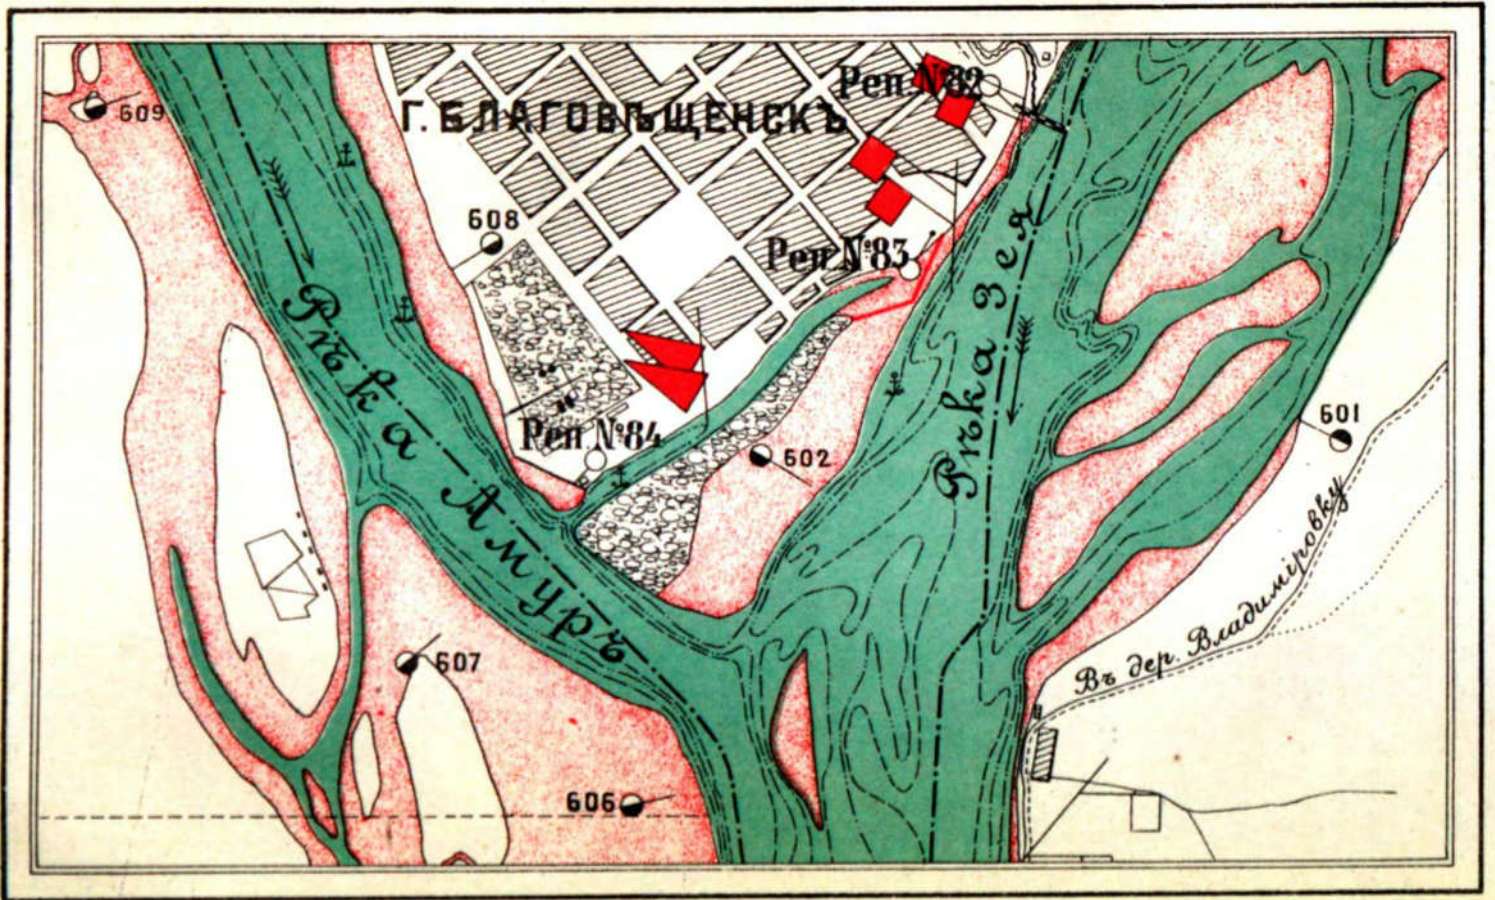 Реп. №82
609
Г. БЛАГОВѢЩЕНСКЪ
608
Реп. №83
Рѣка Зея
Рѣка Амуръ
601
Реп. №84
602
Въ дер. Владиміровку
607
606